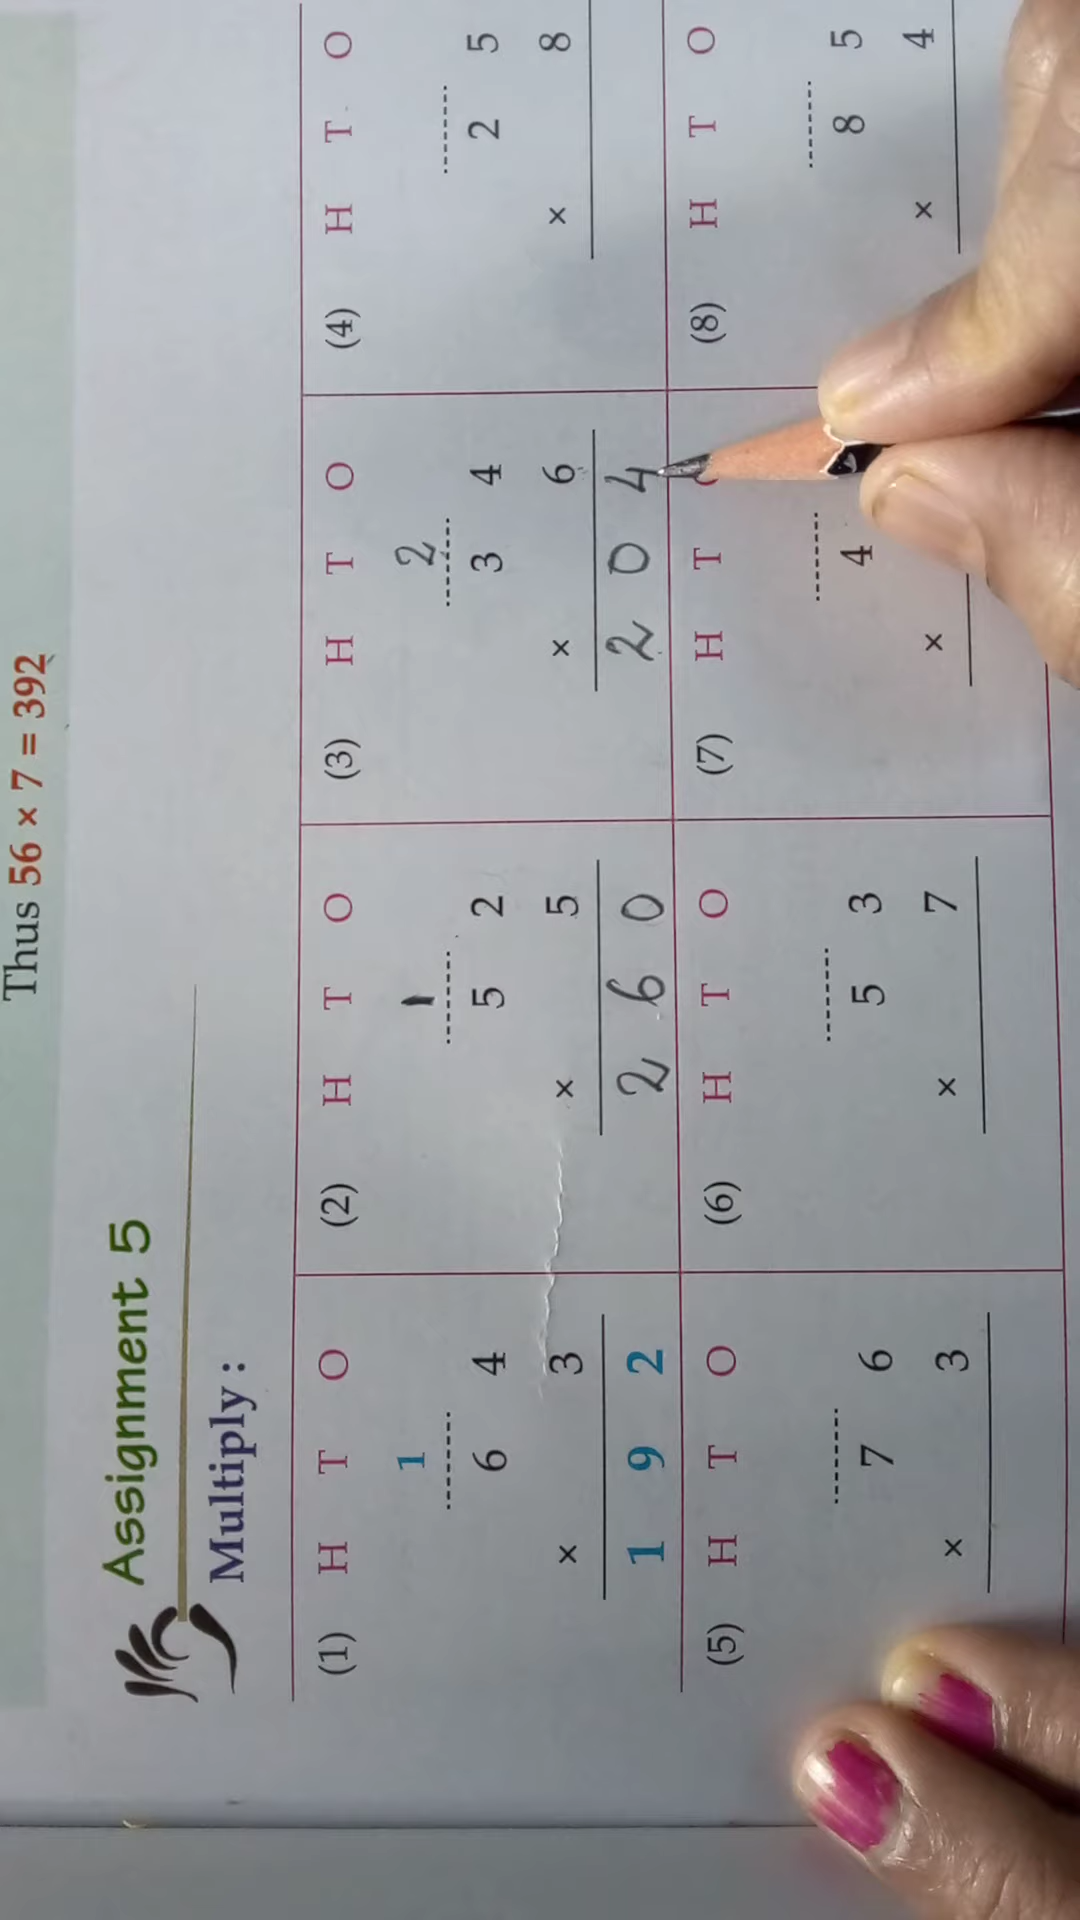 Thus 56 × 7 = 392
Assignment 5
Multiply :
(1) H T O (2) H T O (3) H T O (4) H T O
1 1 2
6 4 5 2 3 4 2 5
× 3 × 5 × 6 × 8
1 9 2 2 6 0 2 0 4
(5) H T O (6) H T O (7) H T (8) H T O
7 6 5 3 4 8 5
× 3 × 7 × × 4